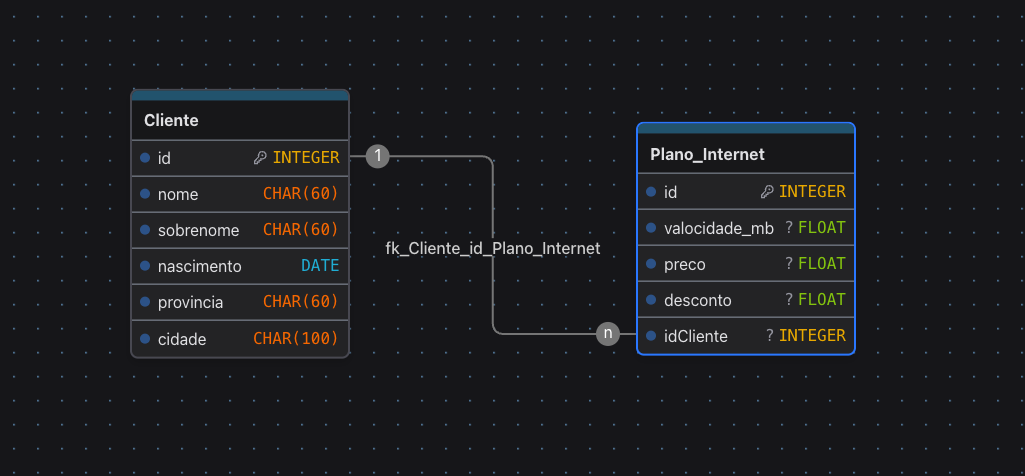 Cliente
id INTEGER
nome CHAR(60)
sobrenome CHAR(60)
nascimento DATE
provincia CHAR(60)
cidade CHAR(100)
1
fk_Cliente_id_Plano_Internet
n
Plano_Internet
id INTEGER
valocidade_mb ? FLOAT
preco ? FLOAT
desconto ? FLOAT
idCliente ? INTEGER